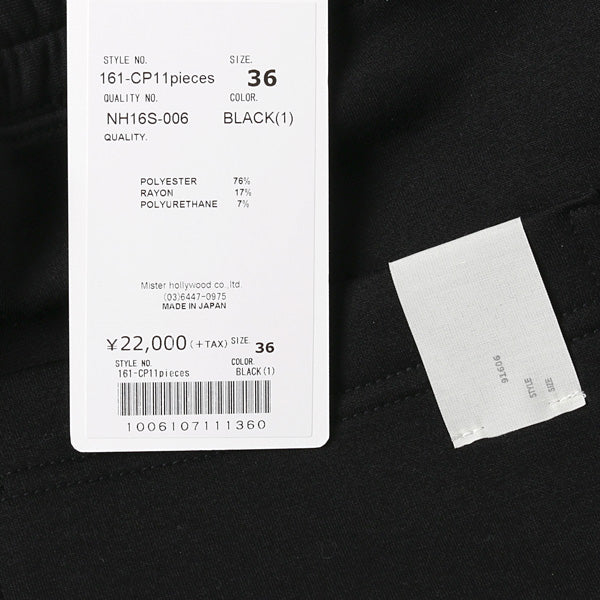 STYLE NO. SIZE.
161-CP11pieces 36
QUALITY NO. COLOR.
NH16S-006 BLACK(1)
QUALITY.
POLYESTER 76%
RAYON 17%
POLYURETHANE 7%
Mister hollywood co.,ltd.
(03)6447-0975
MADE IN JAPAN
¥22,000 (+TAX) SIZE. 36
STYLE NO. COLOR.
161-CP11pieces BLACK(1)
1006107111360
91606
STYLE
SIZE